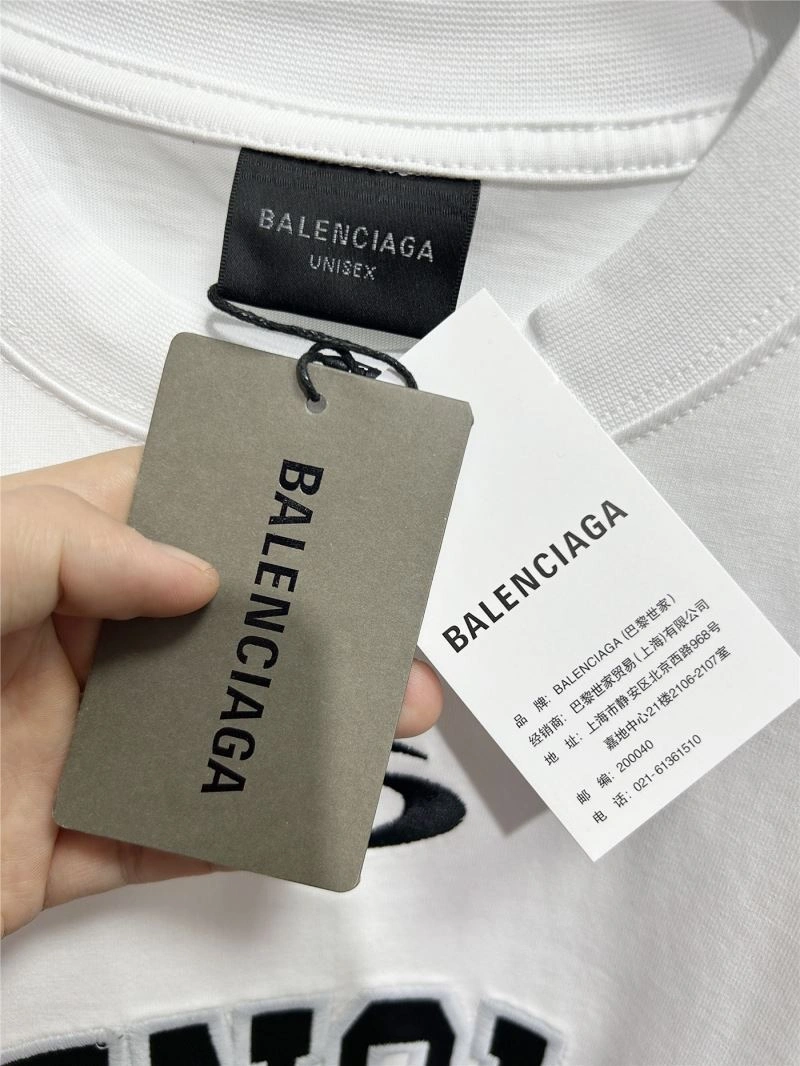 BALENCIAGA
UNISEX
BALENCIAGA
BALENCIAGA
品 牌: BALENCIAGA (巴黎世家)
经销商: 巴黎世家贸易(上海)有限公司
地 址: 上海市静安区北京西路968号
嘉地中心21楼2106-2107室
邮 编: 200040
电 话: 021-61361510